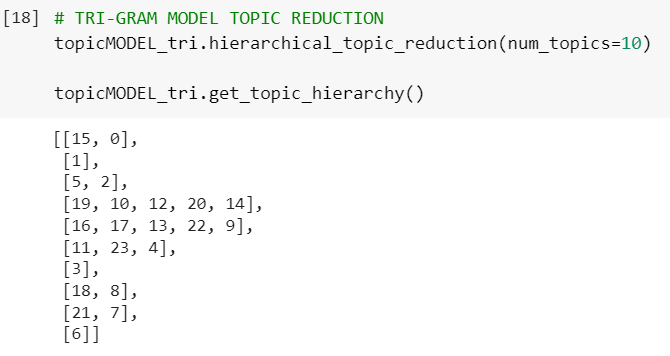 [18] # TRI-GRAM MODEL TOPIC REDUCTION
topicMODEL_tri.hierarchical_topic_reduction(num_topics=10)
topicMODEL_tri.get_topic_hierarchy()
[[15, 0],
[1],
[5, 2],
[19, 10, 12, 20, 14],
[16, 17, 13, 22, 9],
[11, 23, 4],
[3],
[18, 8],
[21, 7],
[6]]